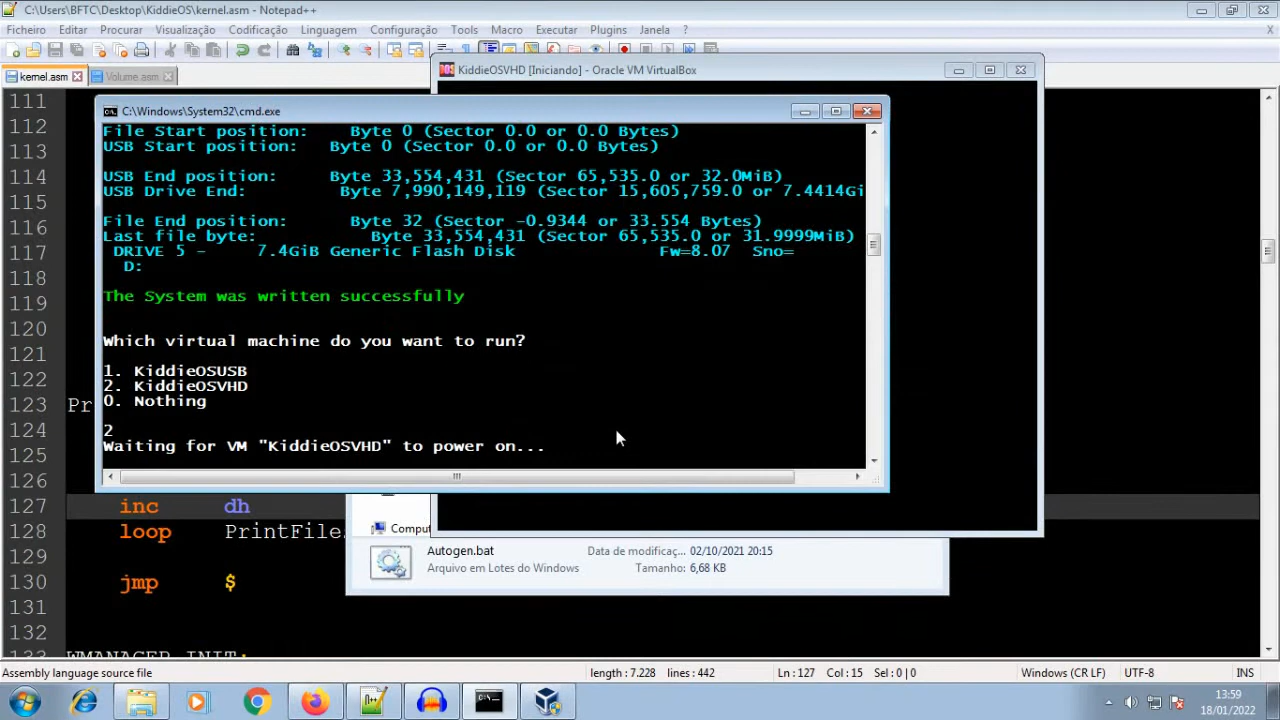 C:\Users\BFTC\Desktop\KiddieOS\kernel.asm - Notepad++
Ficheiro Editar Procurar Visualização Codificação Linguagem Configuração Tools Macro Executar Plugins Janela ?
kernel.asm Volume.asm
KiddieOSVHD [Iniciando] - Oracle VM VirtualBox
C:\Windows\System32\cmd.exe
File Start position: Byte 0 (Sector 0.0 or 0.0 Bytes)
USB Start position: Byte 0 (Sector 0.0 or 0.0 Bytes)
USB End position: Byte 33,554,431 (Sector 65,535.0 or 32.0MiB)
USB Drive End: Byte 7,990,149,119 (Sector 15,605,759.0 or 7.4414Gi
File End position: Byte 32 (Sector -0.9344 or 33.554 Bytes)
Last file byte: Byte 33,554,431 (Sector 65,535.0 or 31.9999MiB)
DRIVE 5 - 7.4GiB Generic Flash Disk Fw=8.07 Sno=
D:
The System was written successfully
Which virtual machine do you want to run?
1. KiddieOSUSB
2. KiddieOSVHD
0. Nothing
2
Waiting for VM "KiddieOSVHD" to power on...
111
112
113
114
115
116
117
118
119
120
121
122
123 Pr
124
125
126
127 inc dh
128 loop PrintFiles
129
130 jmp $
131
132
133 WMANAGER_INIT:
Comput
Autogen.bat Data de modificaç... 02/10/2021 20:15
Arquivo em Lotes do Windows Tamanho: 6,68 KB
Assembly language source file length : 7.228 lines : 442 Ln : 127 Col : 15 Sel : 0 | 0 Windows (CR LF) UTF-8 INS
13:59
18/01/2022